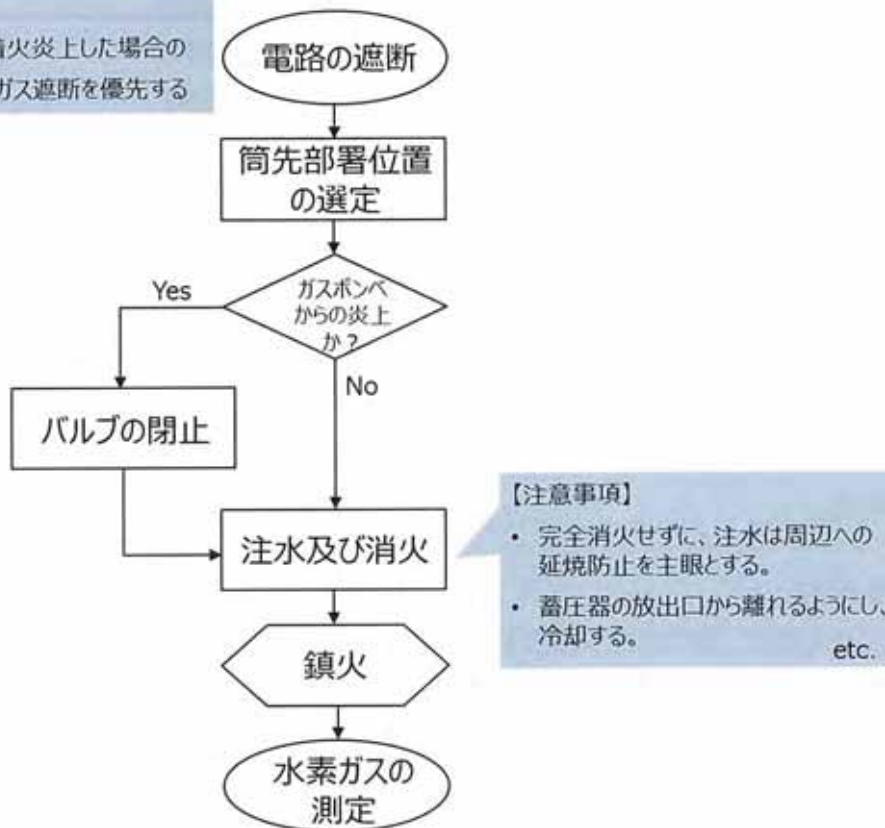 火炎上した場合の
ガス遮断を優先する
電路の遮断
筒先部署位置
の選定
ガスボンベ
からの炎上
か？
Yes
No
バルブの閉止
注水及び消火
【注意事項】
• 完全消火せずに、注水は周辺への
延焼防止を主眼とする。
• 蓄圧器の放出口から離れるようにし、
冷却する。
etc.
鎮火
水素ガスの
測定